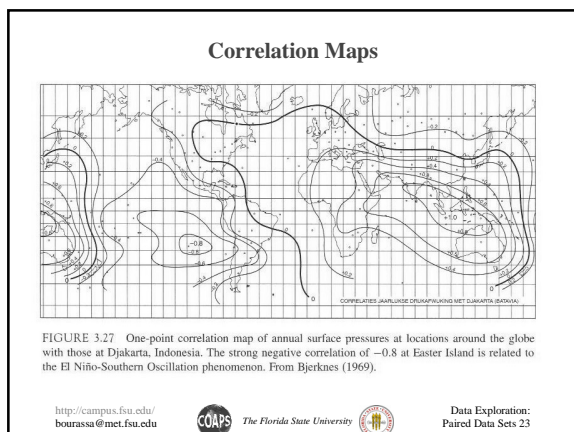 Correlation Maps
-0.8
+1.0
0
0
CORRELATIES JAARLIJKSE DRUKAFWIJKING MET DJAKARTA (BATAVIA)
FIGURE 3.27 One-point correlation map of annual surface pressures at locations around the globe
with those at Djakarta, Indonesia. The strong negative correlation of −0.8 at Easter Island is related to
the El Niño-Southern Oscillation phenomenon. From Bjerknes (1969).
http://campus.fsu.edu/
bourassa@met.fsu.edu
COAPS
The Florida State University
Data Exploration:
Paired Data Sets 23